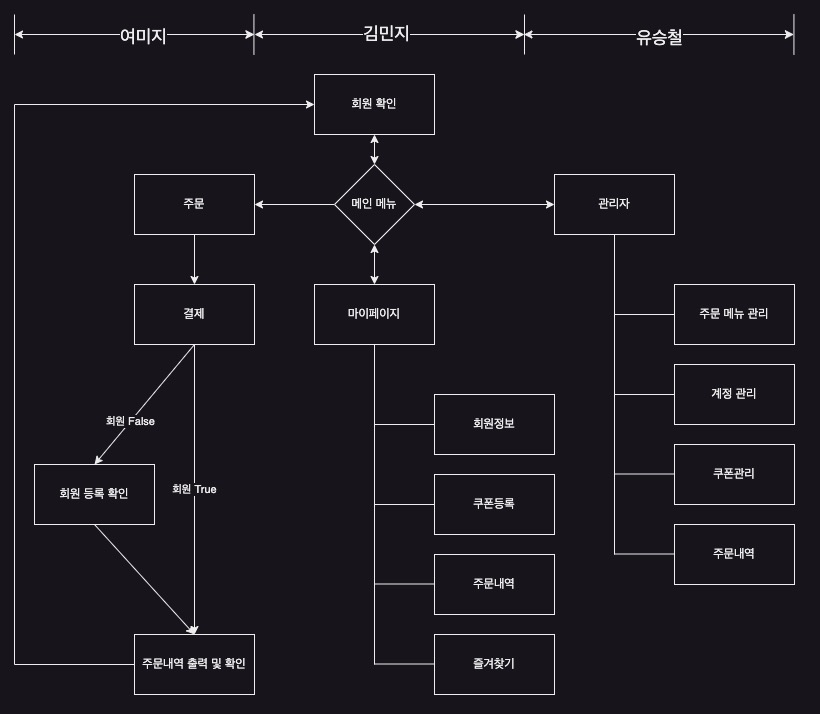 여미지
김민지
유승철
회원 확인
주문
메인 메뉴
관리자
결제
마이페이지
주문 메뉴 관리
계정 관리
회원 False
회원정보
쿠폰관리
회원 등록 확인
회원 True
쿠폰등록
주문내역
주문내역
주문내역 출력 및 확인
즐겨찾기